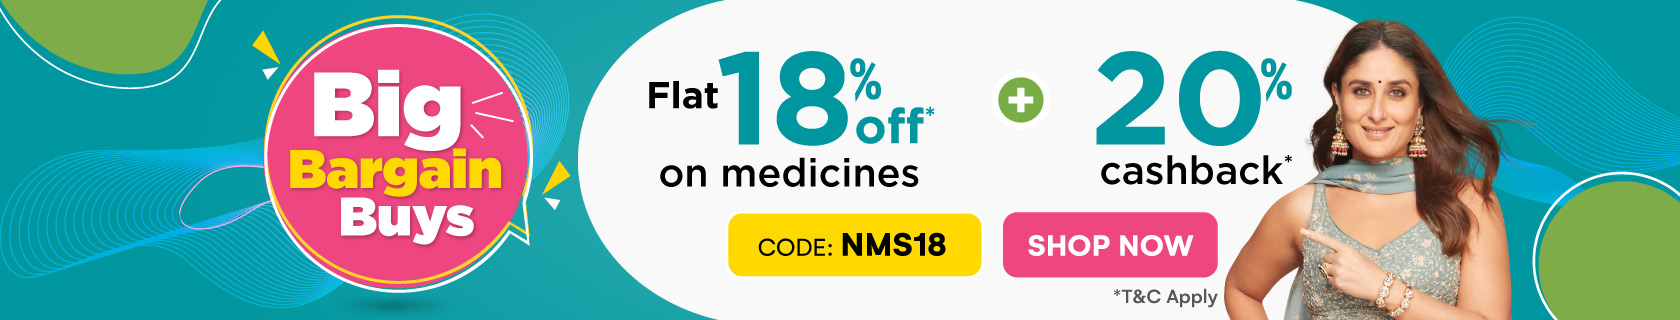 Big
Bargain
Buys
Flat 18% off*
on medicines
+
20%
cashback*
CODE: NMS18
SHOP NOW
*T&C Apply